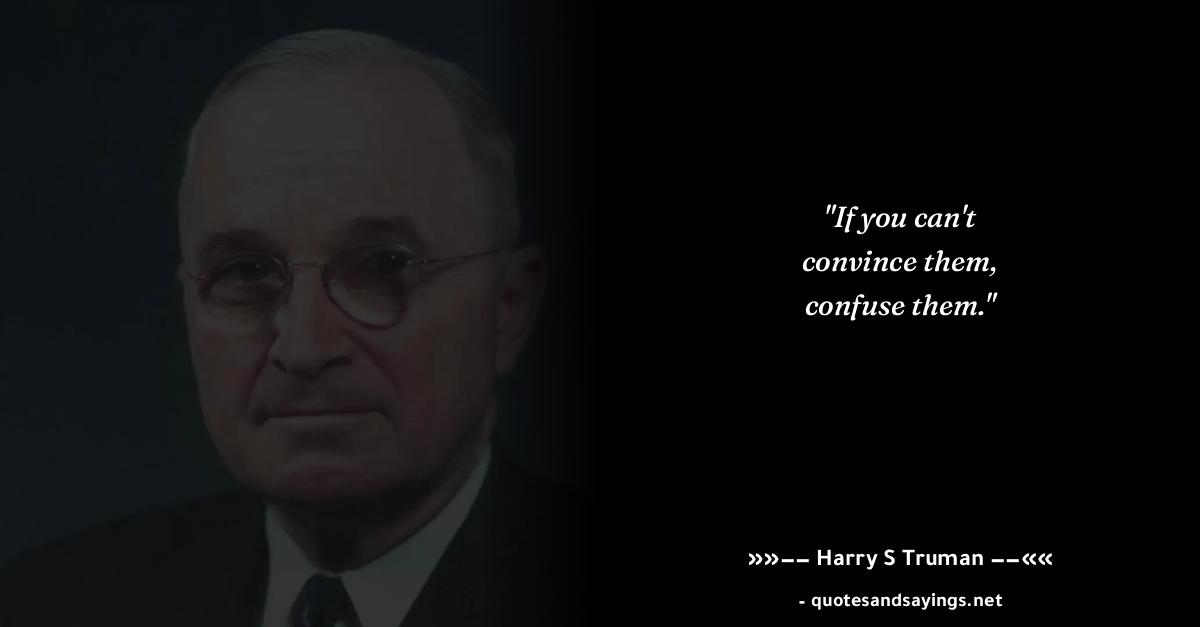 "If you can't
convince them,
confuse them."
»»−− Harry S Truman −−««
- quotesandsayings.net